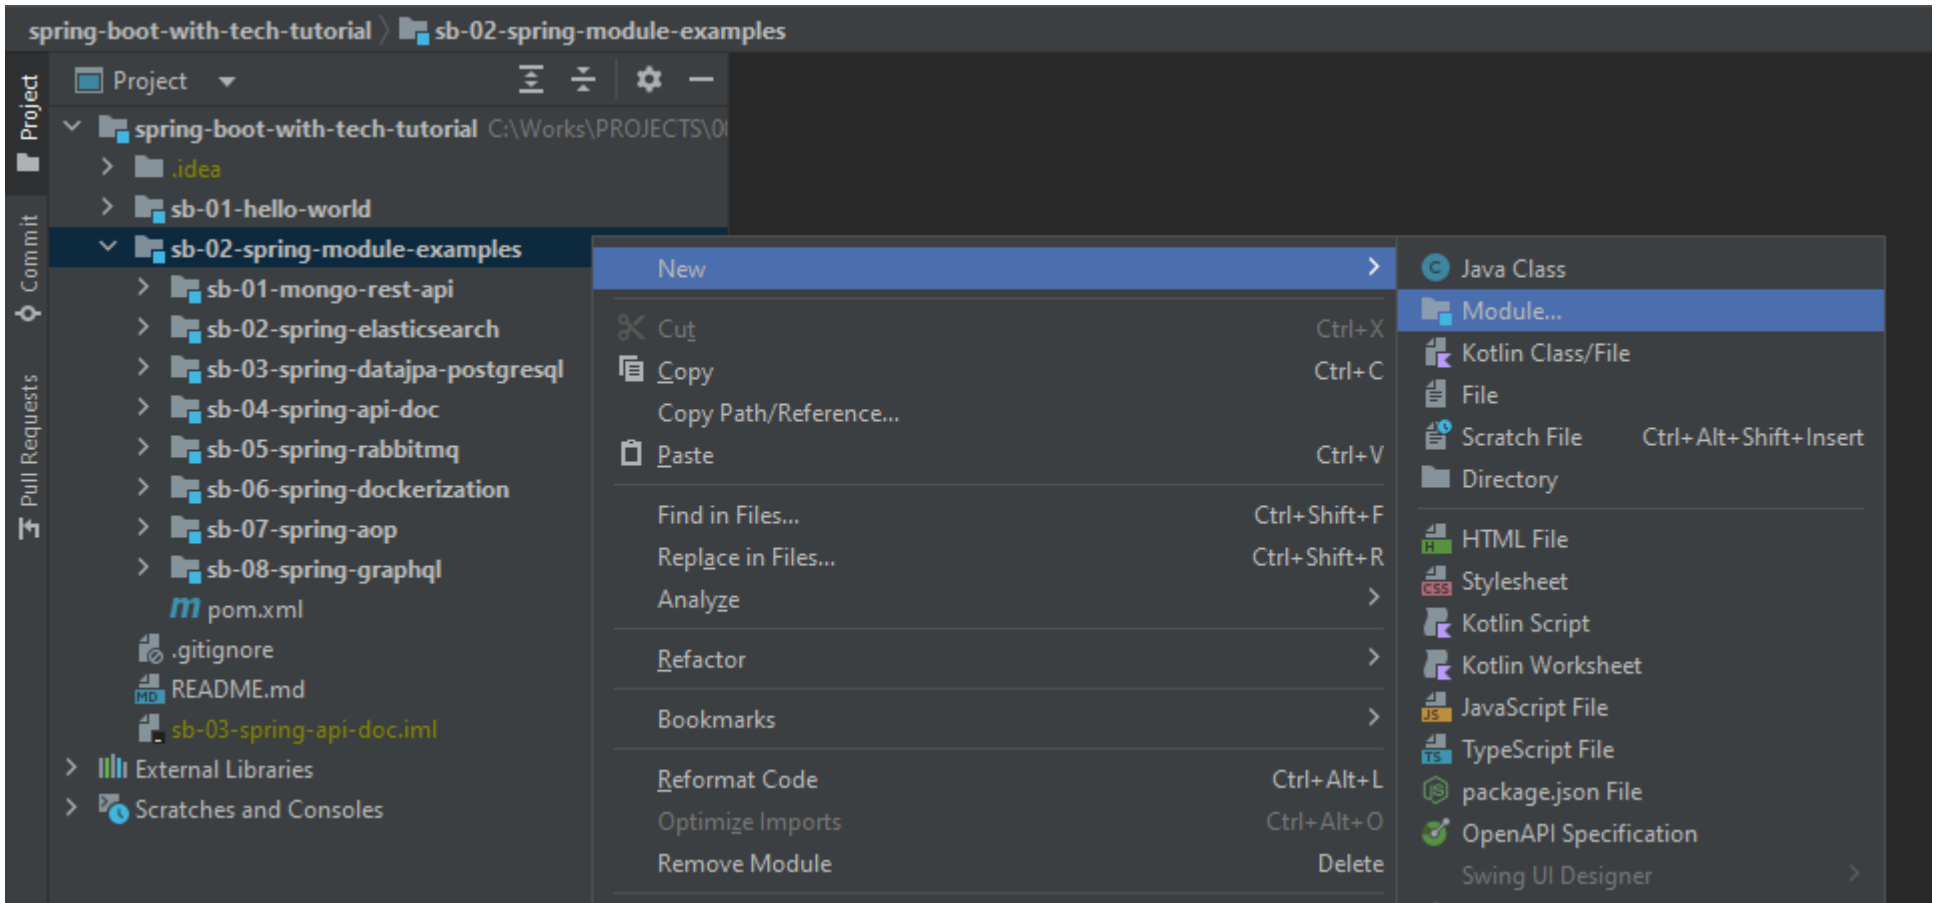 spring-boot-with-tech-tutorial sb-02-spring-module-examples
Project
Commit
Pull Requests
Project
spring-boot-with-tech-tutorial C:\Works\PROJECTS\00
.idea
sb-01-hello-world
sb-02-spring-module-examples
sb-01-mongo-rest-api
sb-02-spring-elasticsearch
sb-03-spring-datajpa-postgresql
sb-04-spring-api-doc
sb-05-spring-rabbitmq
sb-06-spring-dockerization
sb-07-spring-aop
sb-08-spring-graphql
m pom.xml
.gitignore
MD README.md
sb-03-spring-api-doc.iml
External Libraries
Scratches and Consoles
New
Cut Ctrl+X
Copy Ctrl+C
Copy Path/Reference...
Paste Ctrl+V
Find in Files... Ctrl+Shift+F
Replace in Files... Ctrl+Shift+R
Analyze
Refactor
Bookmarks
Reformat Code Ctrl+Alt+L
Optimize Imports Ctrl+Alt+O
Remove Module Delete
C Java Class
Module...
Kotlin Class/File
File
Scratch File Ctrl+Alt+Shift+Insert
Directory
H HTML File
CSS Stylesheet
Kotlin Script
Kotlin Worksheet
JS JavaScript File
TS TypeScript File
JS package.json File
OpenAPI Specification
Swing UI Designer